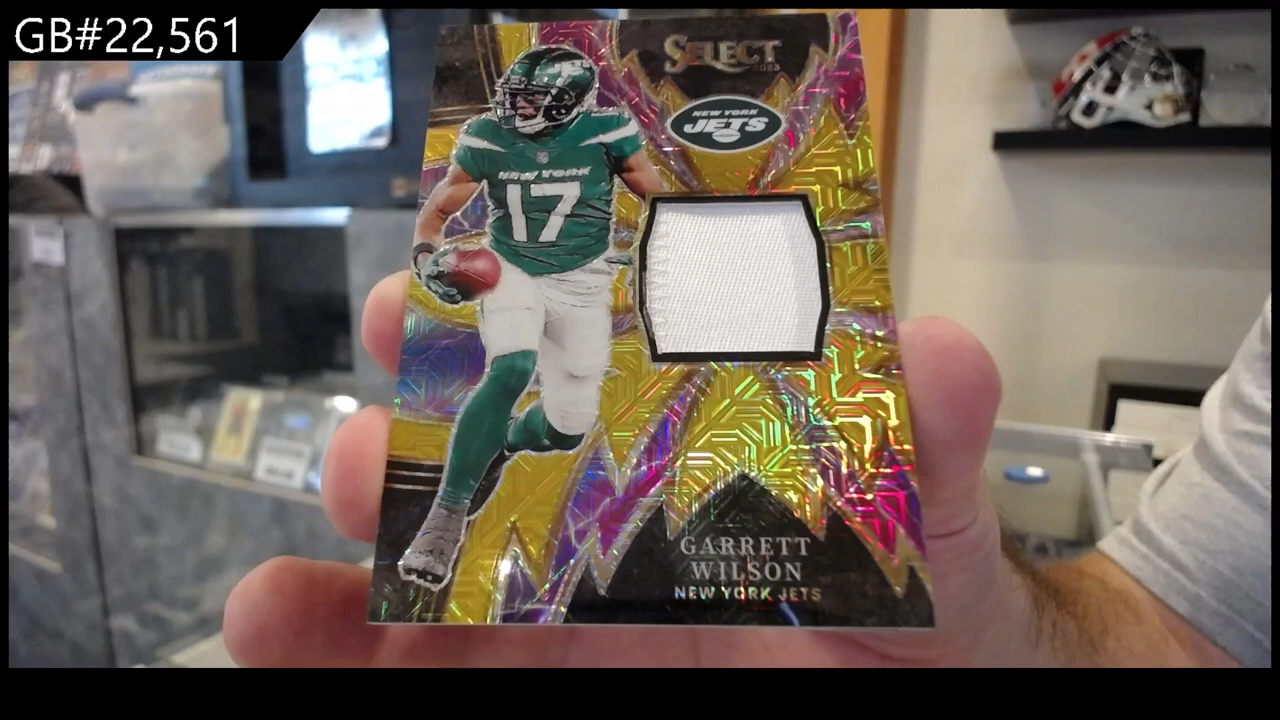 GB#22,561
SELECT
2023
NEW YORK
JETS
NEW YORK
17
GARRETT
WILSON
NEW YORK JETS